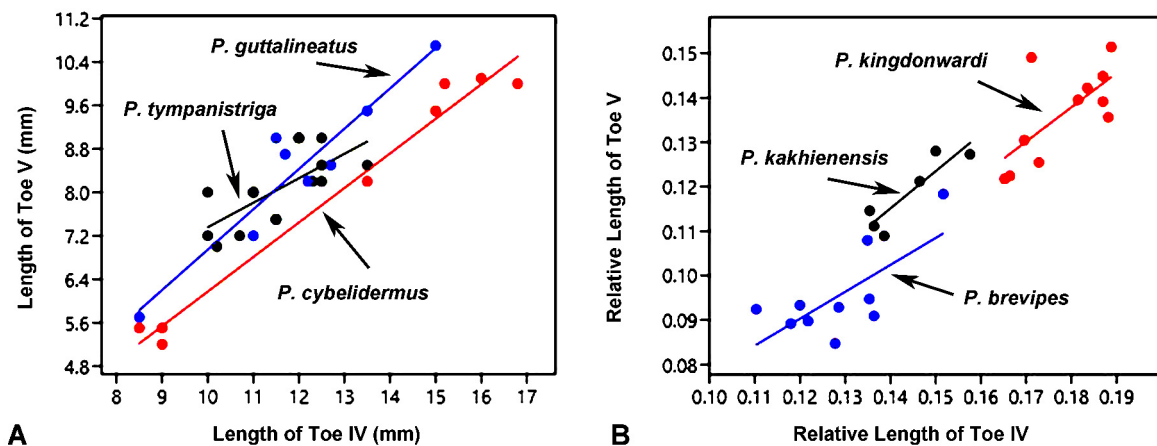 11.2
10.4
9.6
8.8
8.0
7.2
6.4
5.6
4.8
Length of Toe V (mm)
P. guttalineatus
P. tympanistriga
P. cybelidermus
8 9 10 11 12 13 14 15 16 17
Length of Toe IV (mm)
A
0.15
0.14
0.13
0.12
0.11
0.10
0.09
0.08
Relative Length of Toe V
P. kingdonwardi
P. kakhienensis
P. brevipes
0.10 0.11 0.12 0.13 0.14 0.15 0.16 0.17 0.18 0.19
Relative Length of Toe IV
B